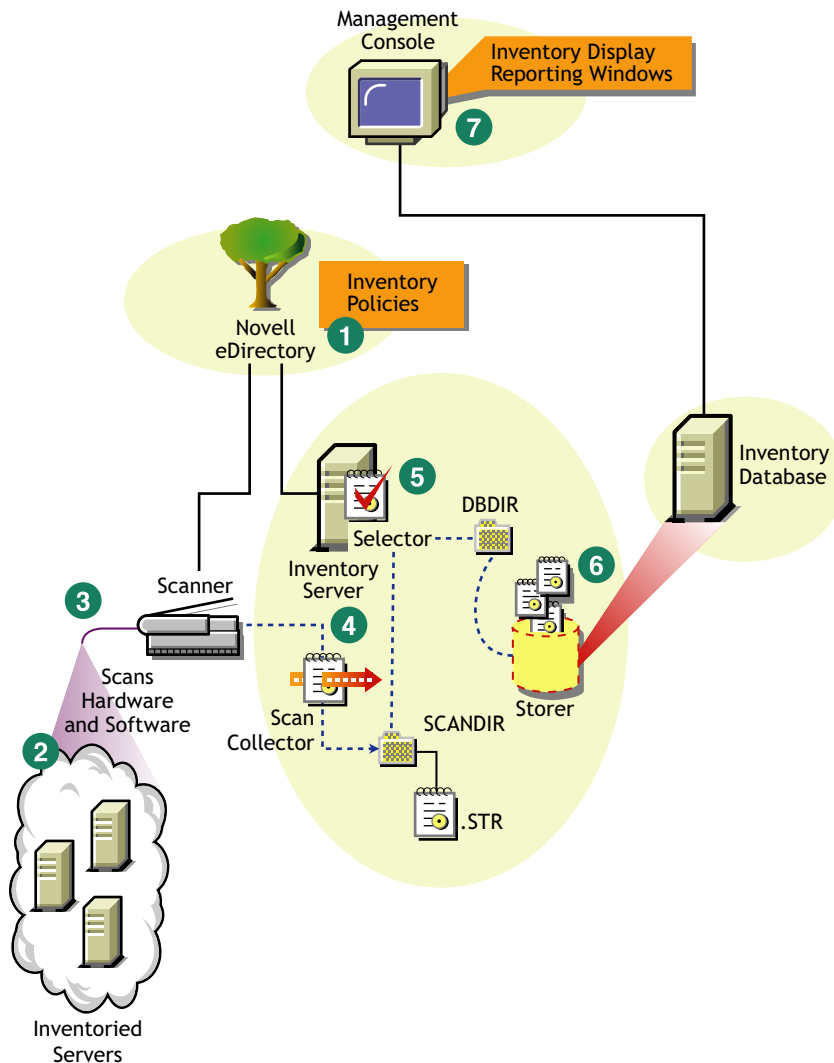 Management
Console
Inventory Display
Reporting Windows
7
Inventory
Policies
Novell
eDirectory
1
Inventory
Database
5
DBDIR
Selector
Inventory
Server
6
Scanner
3
4
Scans
Hardware
and Software
Scan
Collector
SCANDIR
Storer
2
.STR
Inventoried
Servers